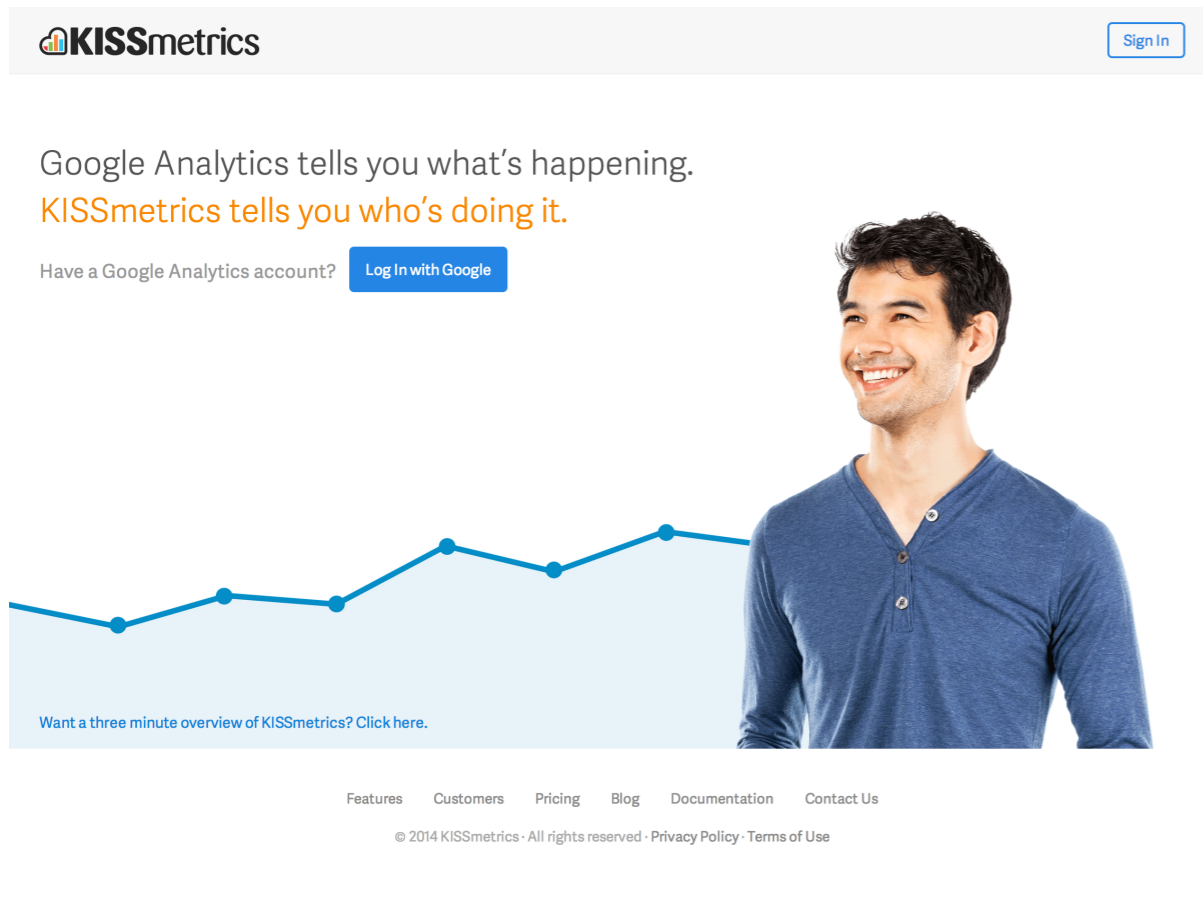 KISSmetrics
Sign In
Google Analytics tells you what's happening.
KISSmetrics tells you who's doing it.
Have a Google Analytics account?
Log In with Google
Want a three minute overview of KISSmetrics? Click here.
Features Customers Pricing Blog Documentation Contact Us
© 2014 KISSmetrics · All rights reserved · Privacy Policy · Terms of Use